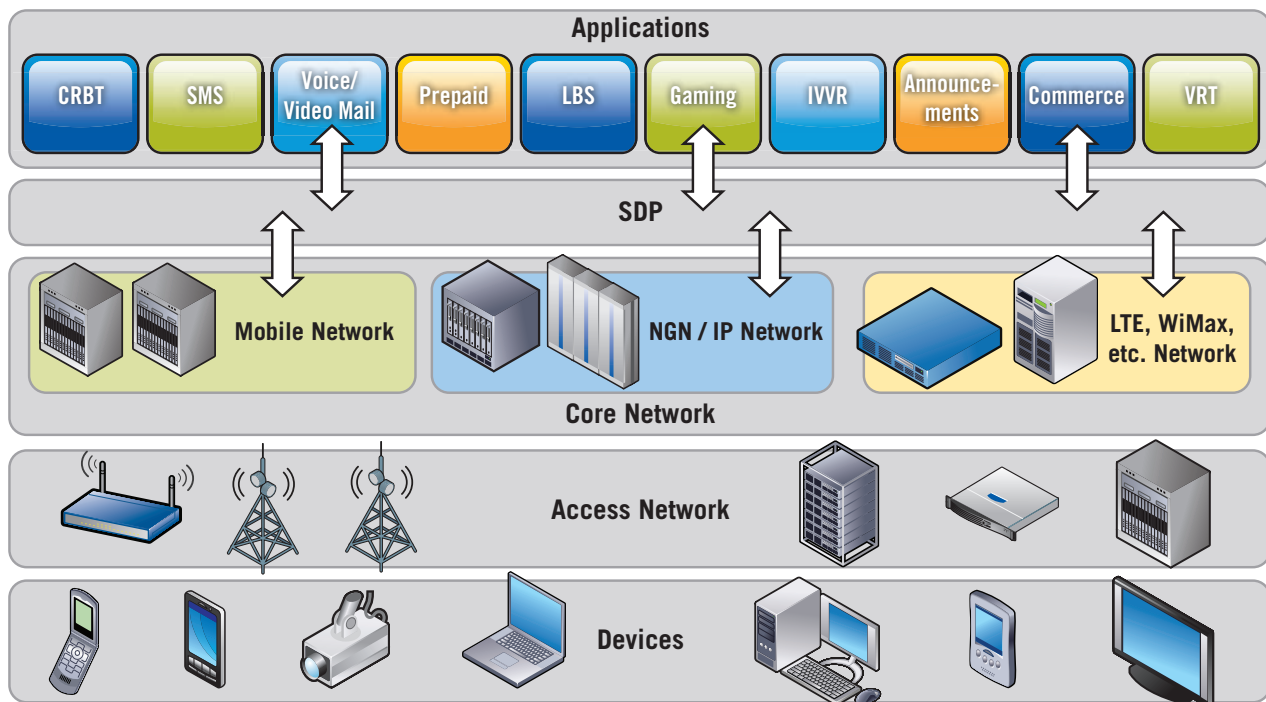 Applications
CRBT
SMS
Voice/
Video Mail
Prepaid
LBS
Gaming
IVVR
Announce-
ments
Commerce
VRT
SDP
Mobile Network
NGN / IP Network
LTE, WiMax,
etc. Network
Core Network
Access Network
Devices